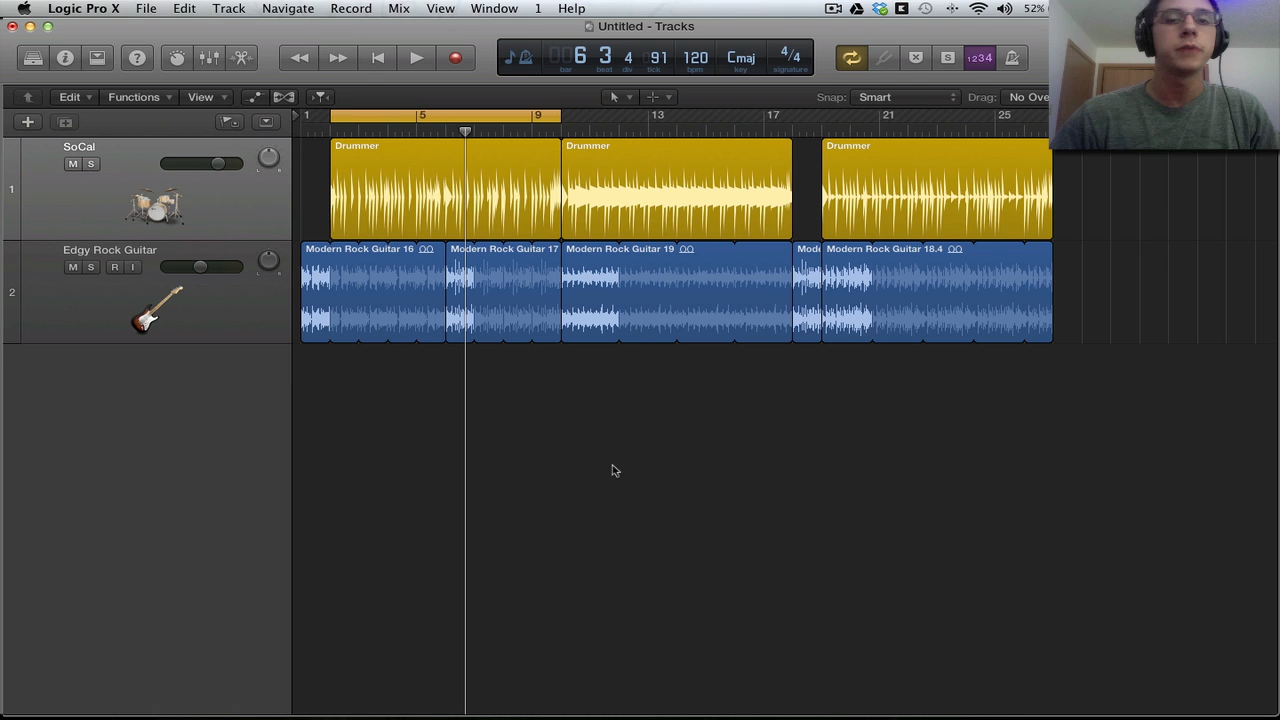 Logic Pro X File Edit Track Navigate Record Mix View Window 1 Help 52%
Untitled - Tracks
6 3 4 91 120 Cmaj 4/4
bar beat div tick bpm key signature
S 1234
Edit Functions View Snap: Smart Drag: No Ove
1 5 9 13 17 21 25
SoCal Drummer Drummer Drummer
M S
L R
1
Edgy Rock Guitar Modern Rock Guitar 16 Modern Rock Guitar 17 Modern Rock Guitar 19 Mod Modern Rock Guitar 18.4
M S R I
L R
2